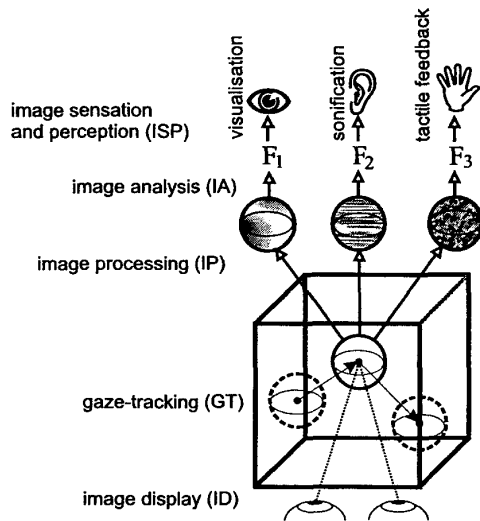 visualisation
sonification
tactile feedback
image sensation
and perception (ISP)
F1
F2
F3
image analysis (IA)
image processing (IP)
gaze-tracking (GT)
image display (ID)